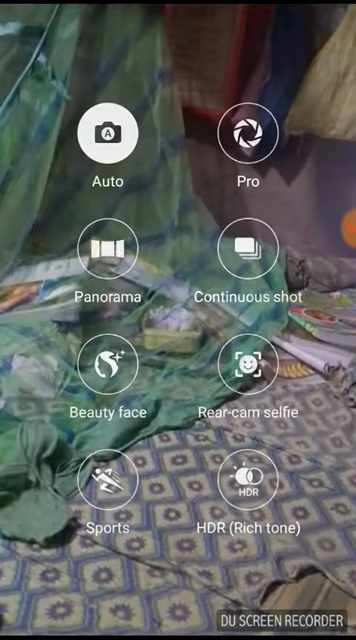 A
Auto
Pro
Panorama
Continuous shot
Beauty face
Rear-cam selfie
HDR
Sports
HDR (Rich tone)
DU SCREEN RECORDER